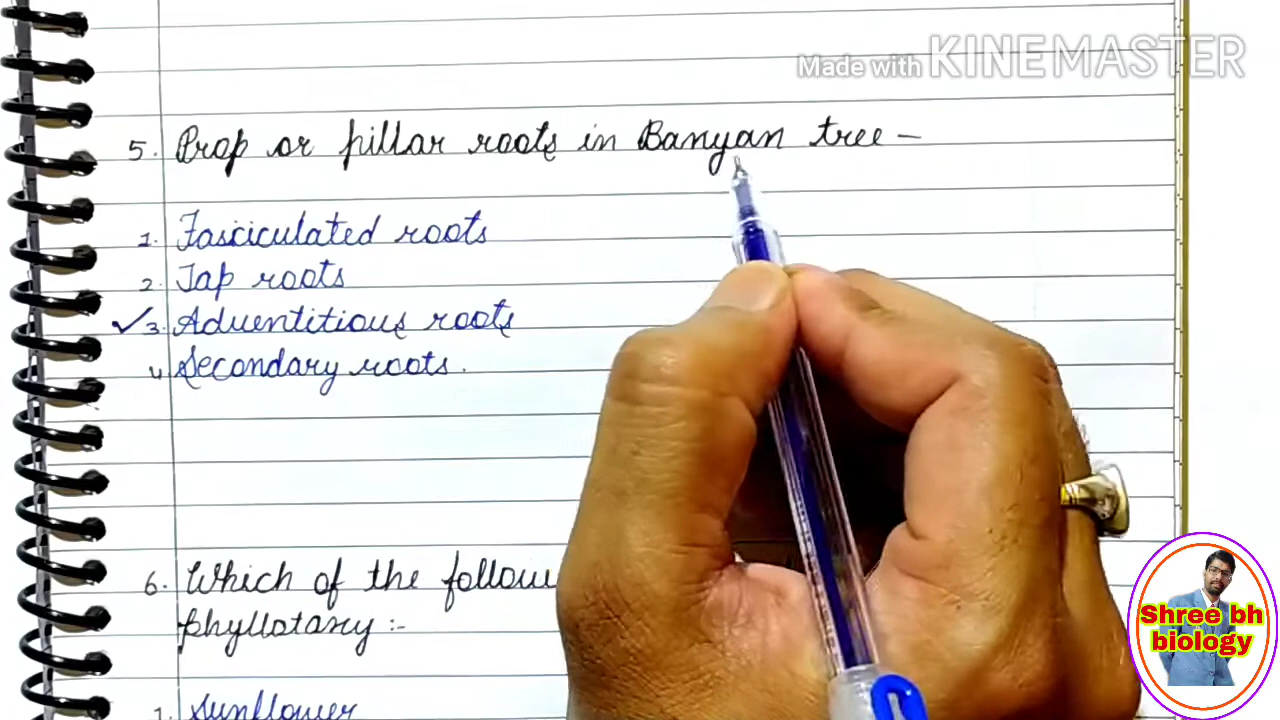 Made with KINEMASTER
5. Prop or pillar roots in Banyan tree —
1. Fasciculated roots
2. Tap roots
✓3. Adventitious roots
4 Secondary roots.
6. Which of the
phyllotaxy :-
1. Sunflower
Shree bh
biology